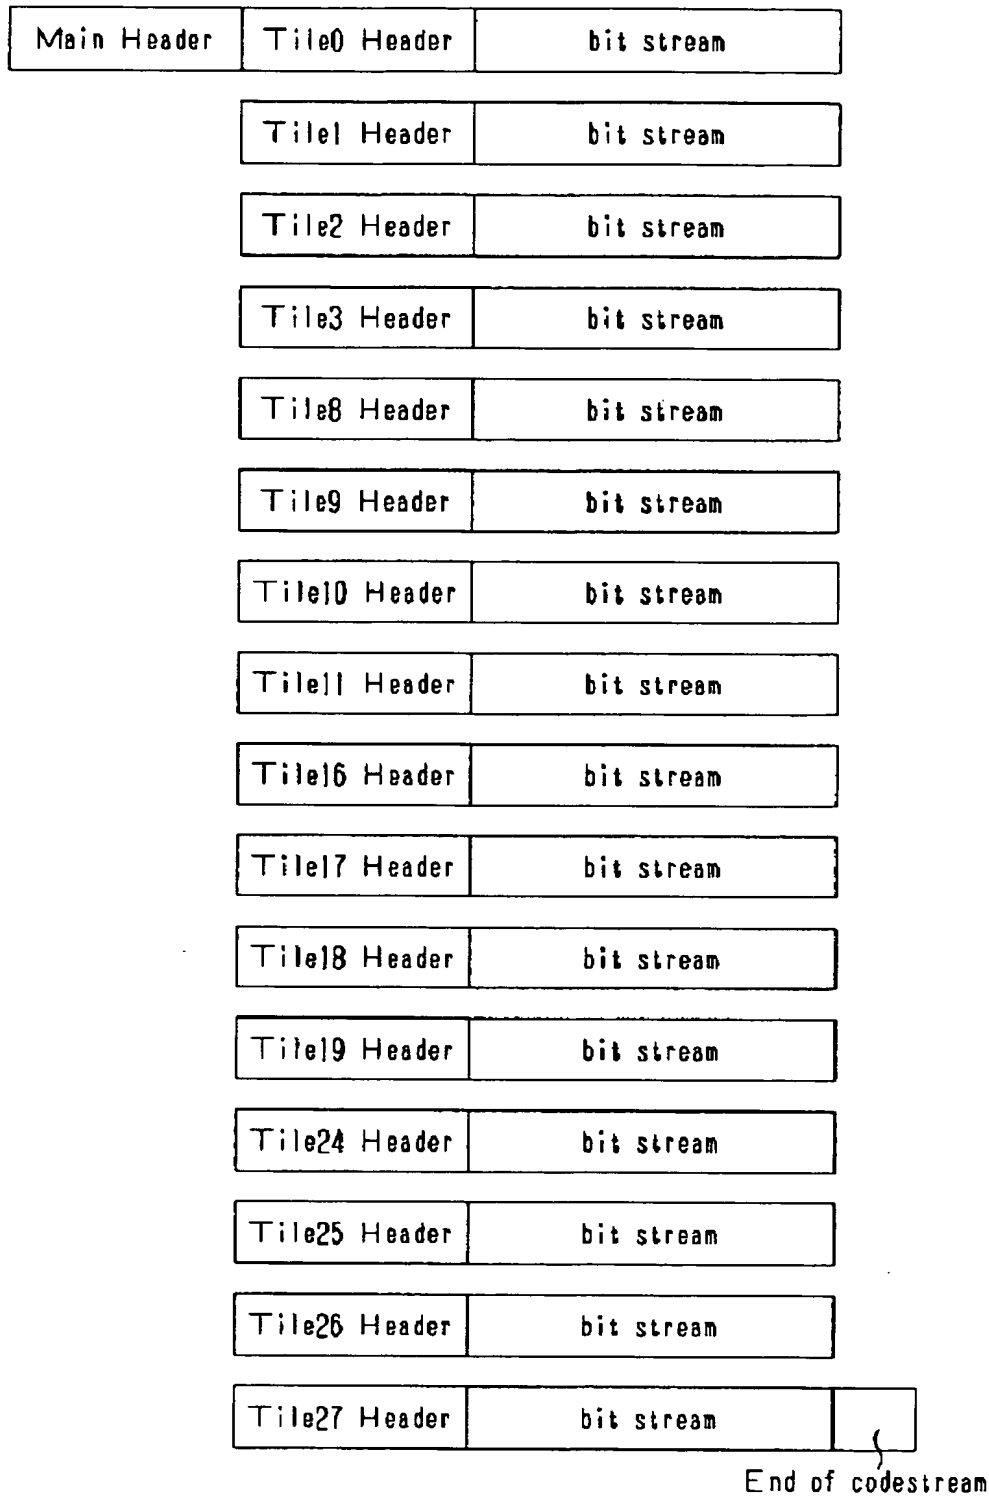 Main Header Tile0 Header bit stream
Tile1 Header bit stream
Tile2 Header bit stream
Tile3 Header bit stream
Tile8 Header bit stream
Tile9 Header bit stream
Tile10 Header bit stream
Tile11 Header bit stream
Tile16 Header bit stream
Tile17 Header bit stream
Tile18 Header bit stream
Tile19 Header bit stream
Tile24 Header bit stream
Tile25 Header bit stream
Tile26 Header bit stream
Tile27 Header bit stream
End of codestream